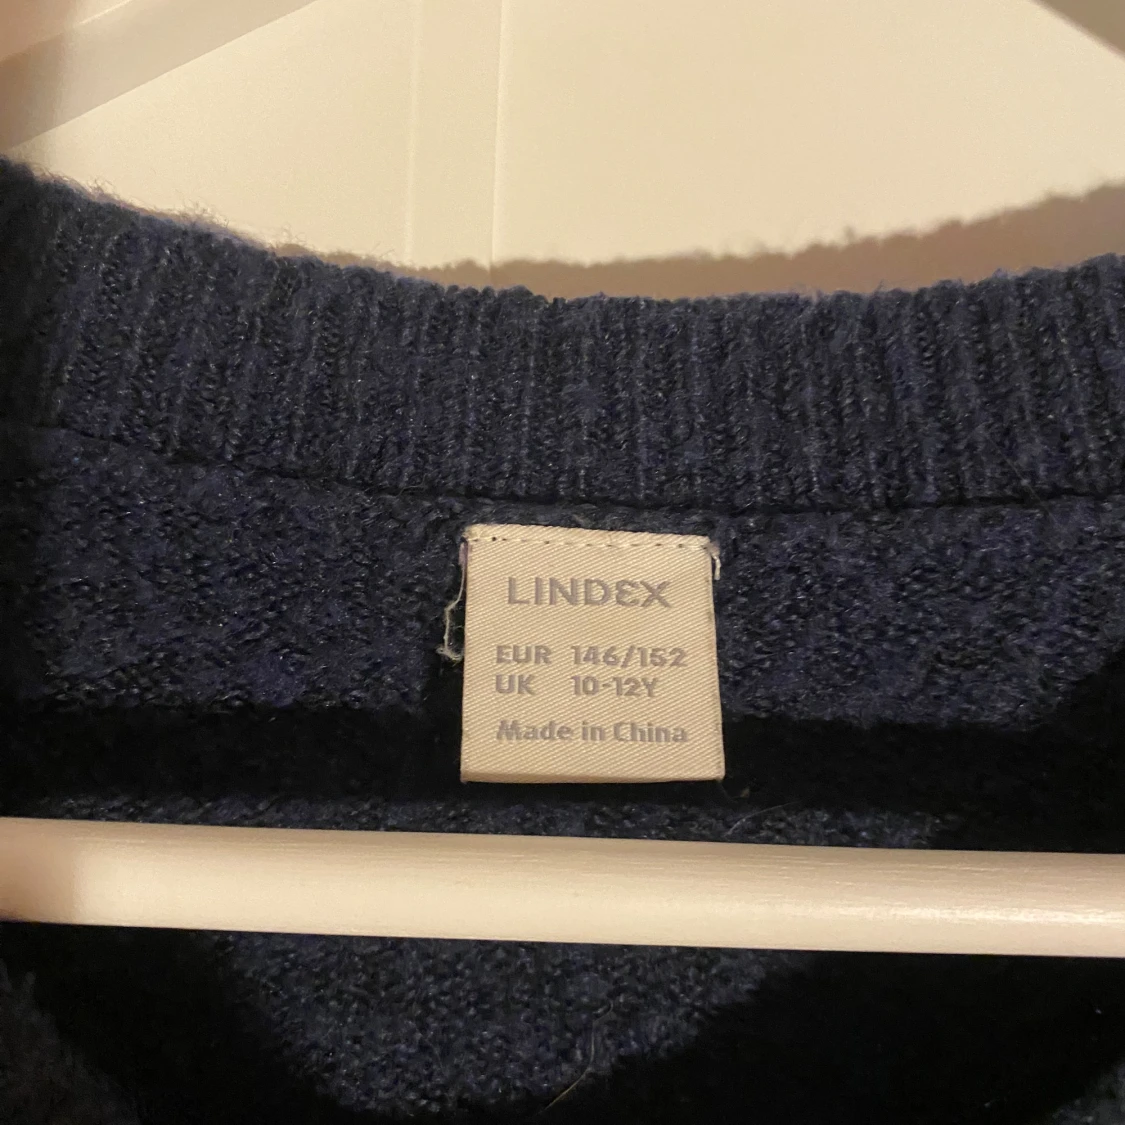 LINDEX
EUR 146/152
UK 10-12Y
Made in China